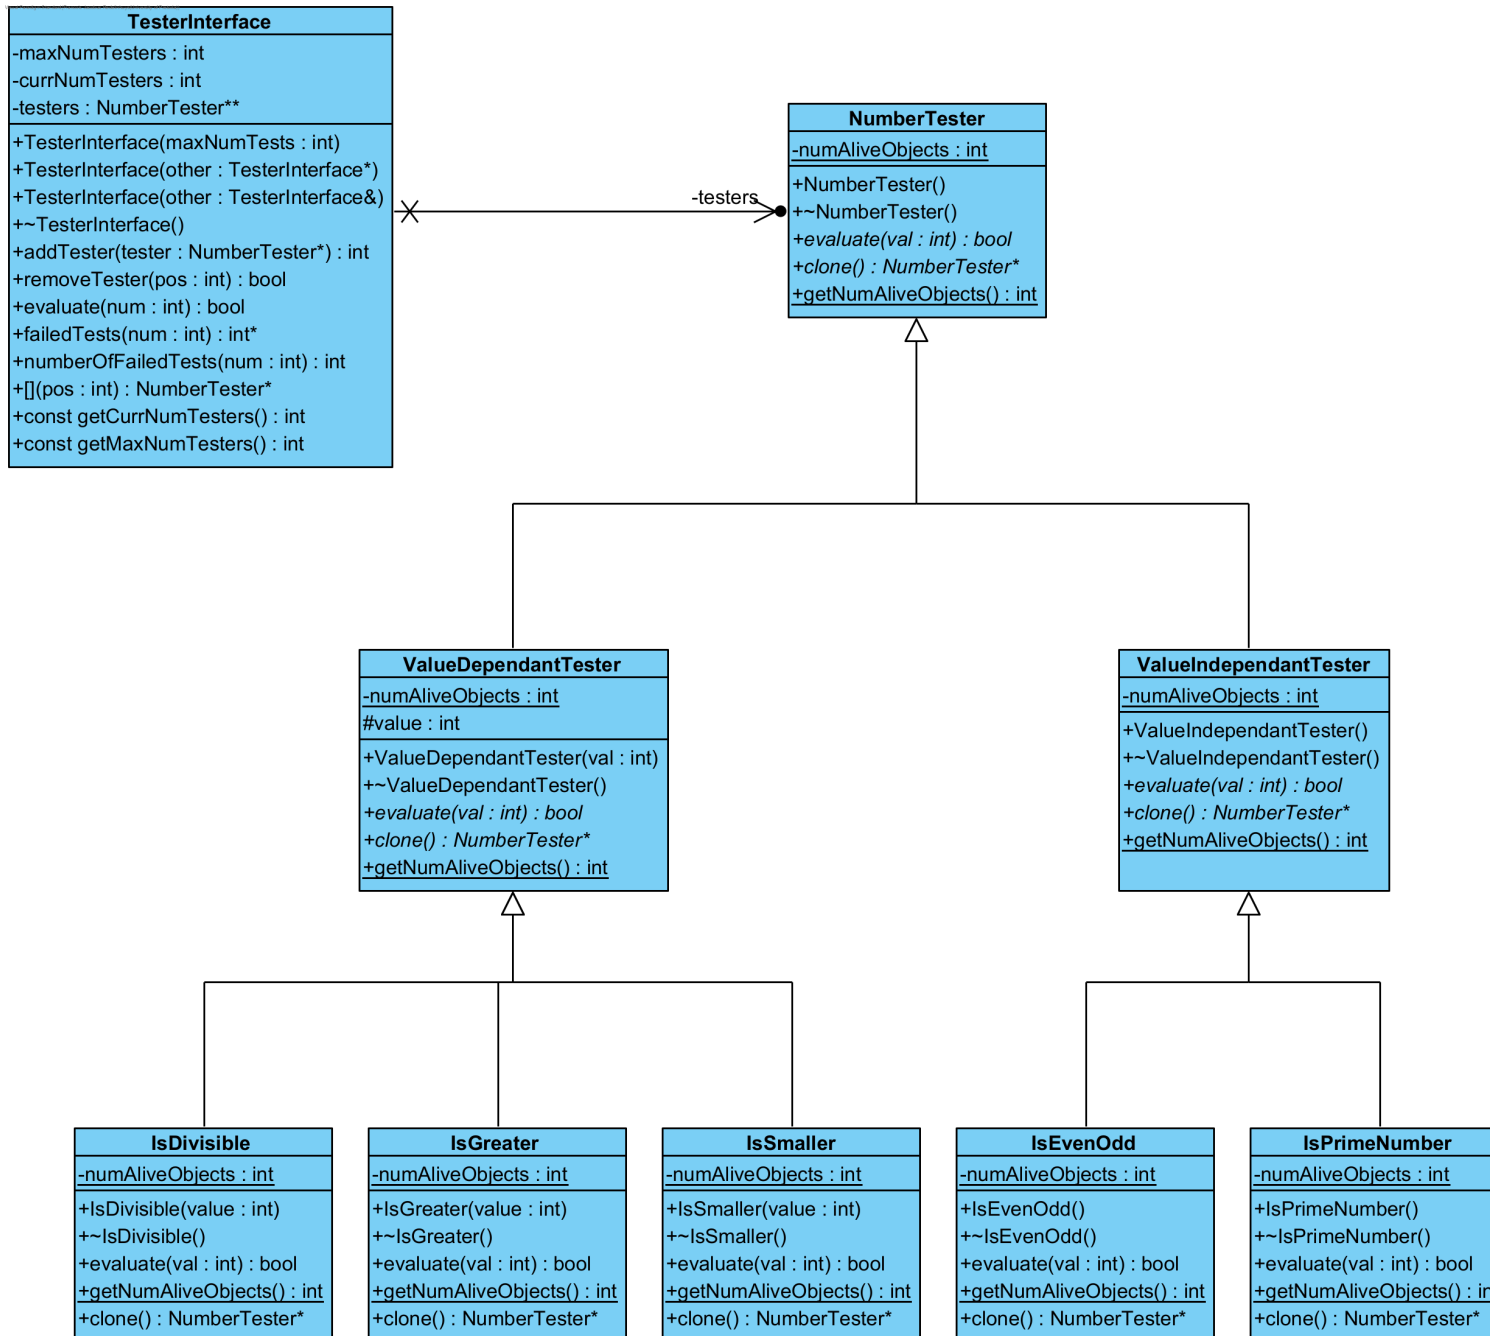 TesterInterface
-maxNumTesters : int
-currNumTesters : int
-testers : NumberTester**
+TesterInterface(maxNumTests : int)
+TesterInterface(other : TesterInterface*)
+TesterInterface(other : TesterInterface&)
+~TesterInterface()
+addTester(tester : NumberTester*) : int
+removeTester(pos : int) : bool
+evaluate(num : int) : bool
+failedTests(num : int) : int*
+numberOfFailedTests(num : int) : int
+[](pos : int) : NumberTester*
+const getCurrNumTesters() : int
+const getMaxNumTesters() : int
-testers
NumberTester
-numAliveObjects : int
+NumberTester()
+~NumberTester()
+evaluate(val : int) : bool
+clone() : NumberTester*
+getNumAliveObjects() : int
ValueDependantTester
-numAliveObjects : int
#value : int
+ValueDependantTester(val : int)
+~ValueDependantTester()
+evaluate(val : int) : bool
+clone() : NumberTester*
+getNumAliveObjects() : int
ValueIndependantTester
-numAliveObjects : int
+ValueIndependantTester()
+~ValueIndependantTester()
+evaluate(val : int) : bool
+clone() : NumberTester*
+getNumAliveObjects() : int
IsDivisible
-numAliveObjects : int
+IsDivisible(value : int)
+~IsDivisible()
+evaluate(val : int) : bool
+getNumAliveObjects() : int
+clone() : NumberTester*
IsGreater
-numAliveObjects : int
+IsGreater(value : int)
+~IsGreater()
+evaluate(val : int) : bool
+getNumAliveObjects() : int
+clone() : NumberTester*
IsSmaller
-numAliveObjects : int
+IsSmaller(value : int)
+~IsSmaller()
+evaluate(val : int) : bool
+getNumAliveObjects() : int
+clone() : NumberTester*
IsEvenOdd
-numAliveObjects : int
+IsEvenOdd()
+~IsEvenOdd()
+evaluate(val : int) : bool
+getNumAliveObjects() : int
+clone() : NumberTester*
IsPrimeNumber
-numAliveObjects : int
+IsPrimeNumber()
+~IsPrimeNumber()
+evaluate(val : int) : bool
+getNumAliveObjects() :
+clone() : NumberTester*